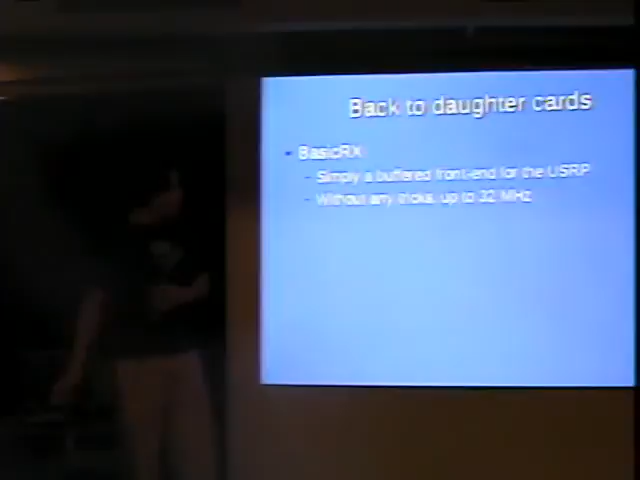 Back to daughter cards
BasicRX
- Simply a buffered front-end for the USRP
- Without any tricks, up to 32 MHz